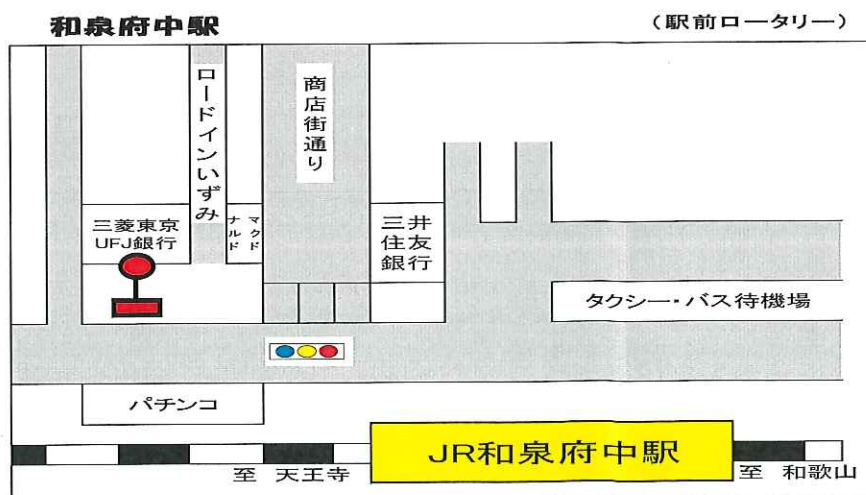 和泉府中駅
（駅前ロータリー）
ロードインいずみ
商店街通り
三菱東京
UFJ銀行
マクド
ナルド
三井
住友
銀行
タクシー・バス待機場
パチンコ
JR和泉府中駅
至 天王寺
至 和歌山